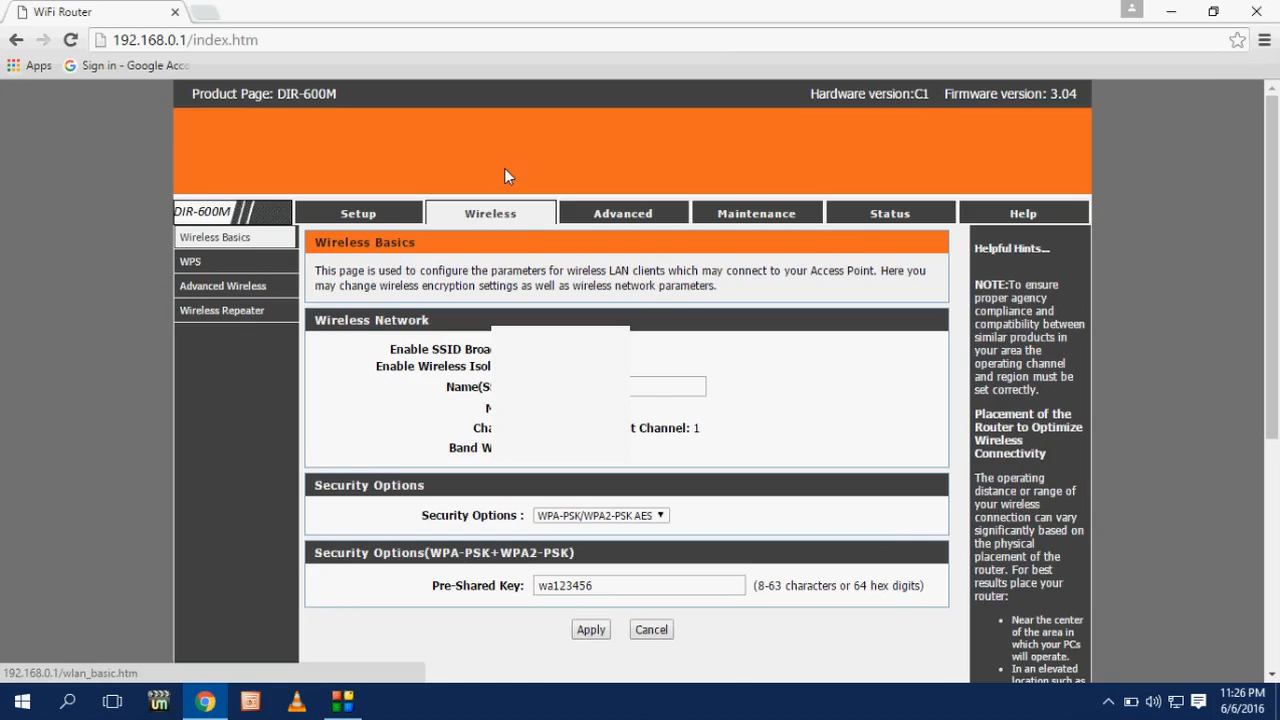 WiFi Router
192.168.0.1/index.htm
Apps Sign in - Google Acc
Product Page: DIR-600M Hardware version:C1 Firmware version: 3.04
DIR-600M Setup Wireless Advanced Maintenance Status Help
Wireless Basics
WPS
Advanced Wireless
Wireless Repeater
Wireless Basics
This page is used to configure the parameters for wireless LAN clients which may connect to your Access Point. Here you
may change wireless encryption settings as well as wireless network parameters.
Wireless Network
Enable SSID Broa
Enable Wireless Isol
Name(S
Cha t Channel: 1
Band W
Security Options
Security Options : WPA-PSK/WPA2-PSK AES
Security Options(WPA-PSK+WPA2-PSK)
Pre-Shared Key: wa123456 (8-63 characters or 64 hex digits)
Apply Cancel
Helpful Hints...
NOTE:To ensure
proper agency
compliance and
compatibility between
similar products in
your area the
operating channel
and region must be
set correctly.
Placement of the
Router to Optimize
Wireless
Connectivity
The operating
distance or range of
your wireless
connection can vary
significantly based on
the physical
placement of the
router. For best
results place your
router:
• Near the center
of the area in
which your PCs
will operate.
• In an elevated
location such as
192.168.0.1/wlan_basic.htm
11:26 PM
6/6/2016